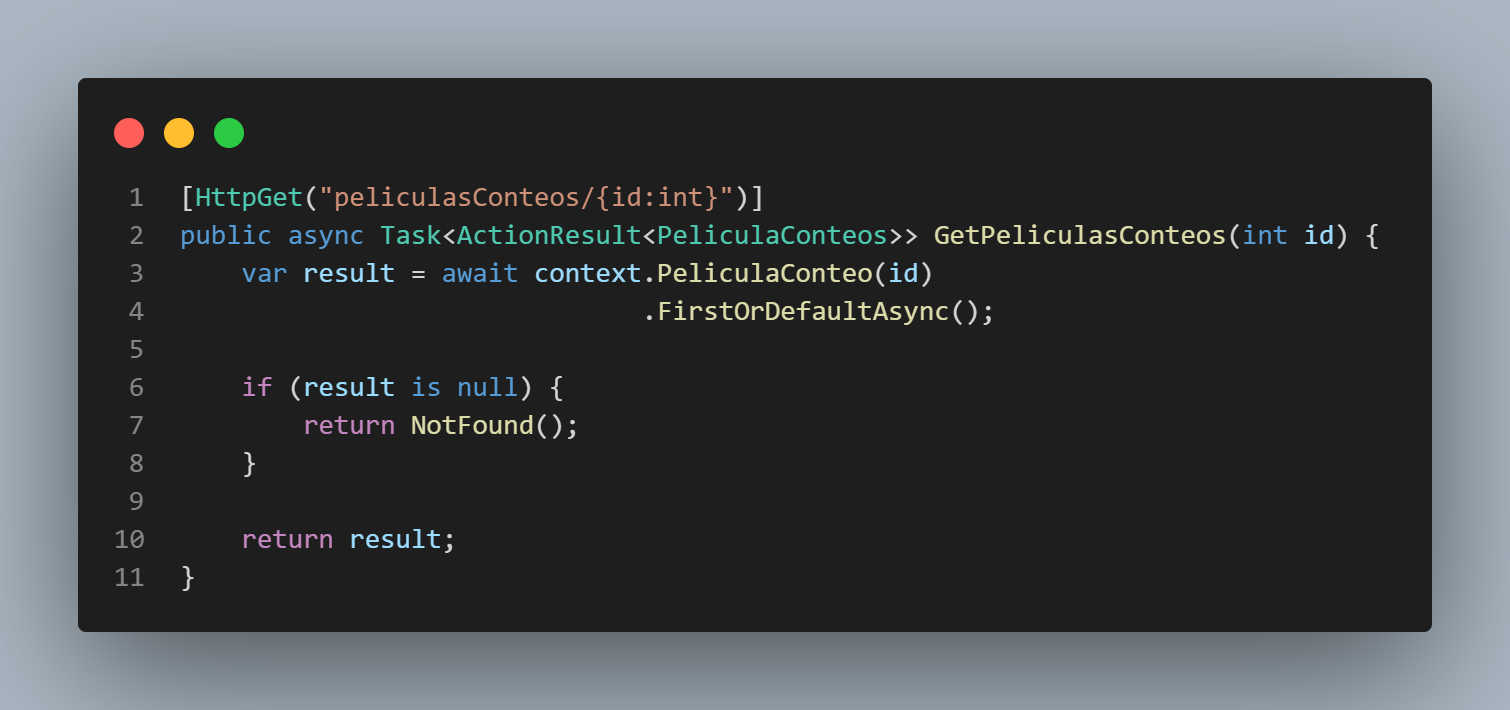 1 [HttpGet("peliculasConteos/{id:int}")]
2 public async Task<ActionResult<PeliculaConteos>> GetPeliculasConteos(int id) {
3     var result = await context.PeliculaConteo(id)
4                               .FirstOrDefaultAsync();
5
6     if (result is null) {
7         return NotFound();
8     }
9
10     return result;
11 }